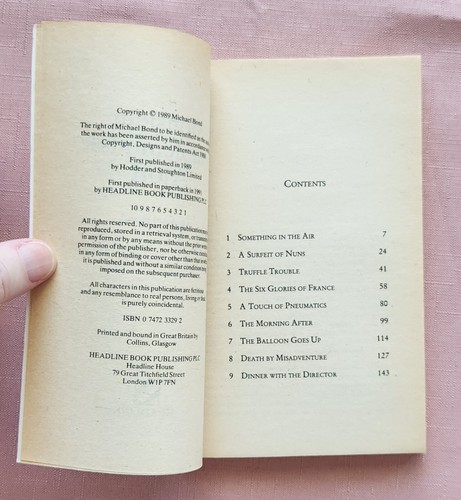 Copyright © 1989 Michael Bond
The right of Michael Bond to be identified as the
the work has been asserted by him in accordance
Copyright, Designs and Patents Act 1988
First published in 1989
by Hodder and Stoughton Limited
First published in paperback in 1991
by HEADLINE BOOK PUBLISHING PLC
10 9 8 7 6 5 4 3 2 1
All rights reserved. No part of this publication
reproduced, stored in a retrieval system, or
in any form or by any means without the prior
permission of the publisher, nor be otherwise
in any form of binding or cover other than that
it is published and without a similar condition
imposed on the subsequent purchaser.
All characters in this publication are fictitious
and any resemblance to real persons, living or
is purely coincidental.
ISBN 0 7472 3329 2
Printed and bound in Great Britain by
Collins, Glasgow
HEADLINE BOOK PUBLISHING PLC
Headline House
79 Great Titchfield Street
London W1P 7FN
CONTENTS
1 SOMETHING IN THE AIR 7
2 A SURFEIT OF NUNS 24
3 TRUFFLE TROUBLE 41
4 THE SIX GLORIES OF FRANCE 58
5 A TOUCH OF PNEUMATICS 80
6 THE MORNING AFTER 99
7 THE BALLOON GOES UP 114
8 DEATH BY MISADVENTURE 127
9 DINNER WITH THE DIRECTOR 143